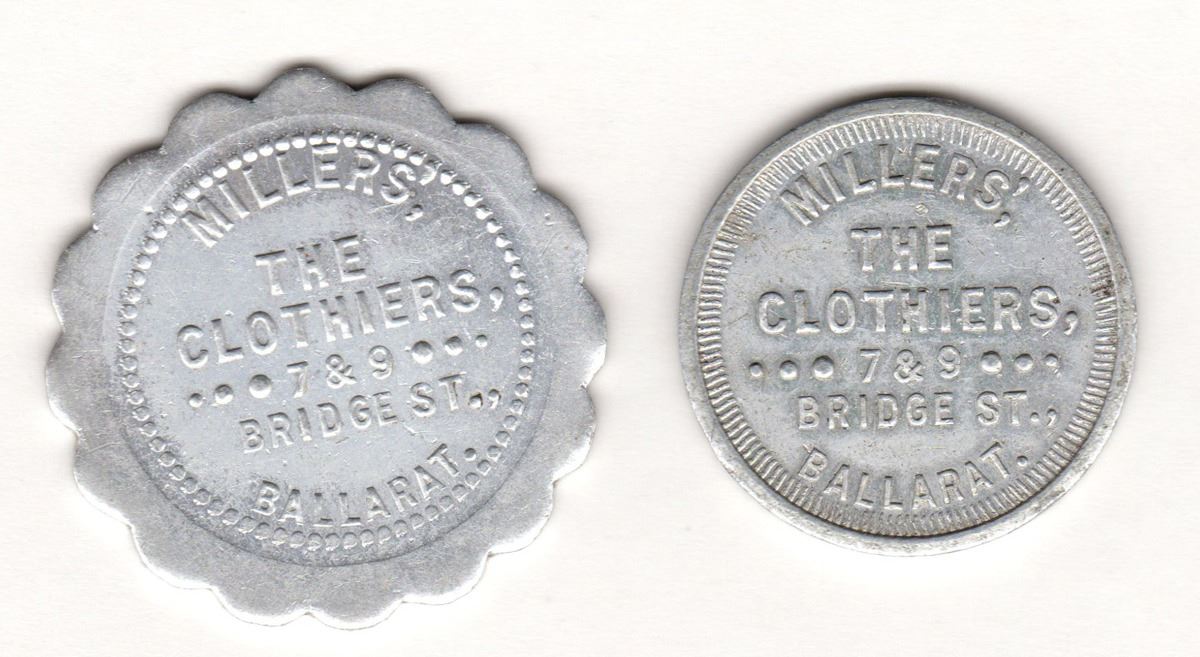 MILLERS',
THE
CLOTHIERS,
7 & 9
BRIDGE ST.,
BALLARAT.
MILLERS',
THE
CLOTHIERS,
7 & 9
BRIDGE ST.,
BALLARAT.